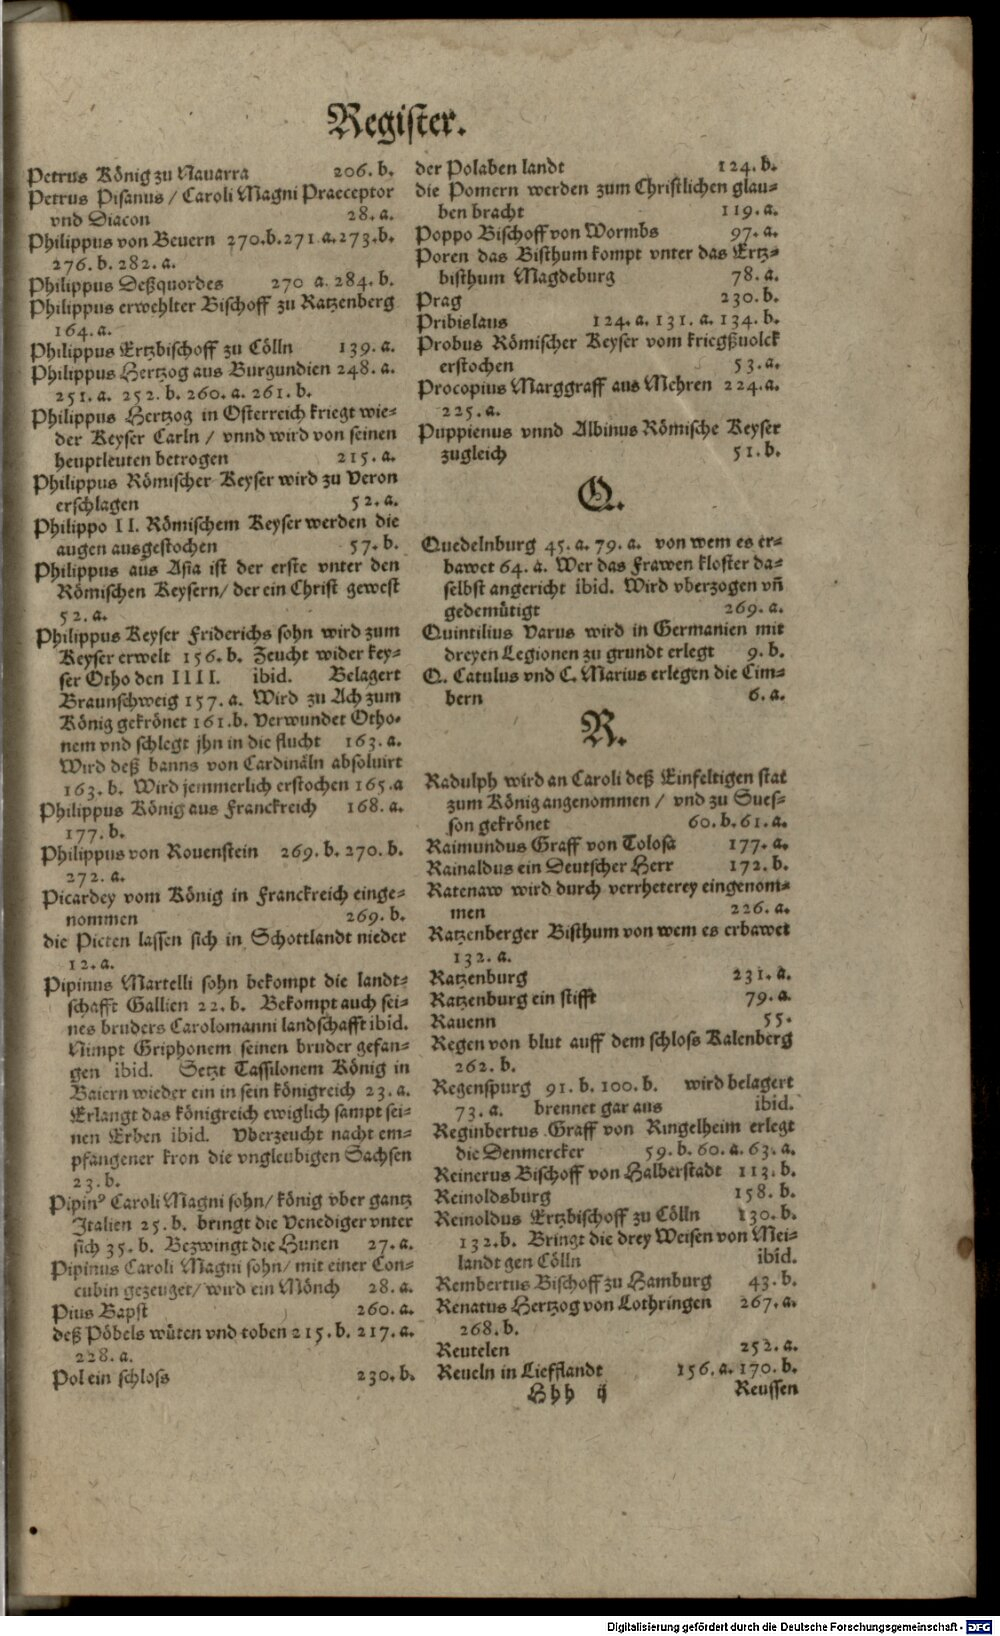 Register.
Petrus König zu Nauarra 206. b.
Petrus Pisanus / Caroli Magni Praeceptor
vnd Diacon 28. a.
Philippus von Beuern 270. b. 271 a. 273. b.
276. b. 282. a.
Philippus Deßquordes 270 a. 284. b.
Philippus erwehlter Bischoff zu Ratzenberg
164. a.
Philippus Ertzbischoff zu Cölln 139. a.
Philippus Hertzog aus Burgundien 248. a.
251. a. 252. b. 260. a. 261. b.
Philippus Hertzog in Osterreich kriegt wie-
der Keyser Carln / vnnd wird von seinen
heuptleuten betrogen 215. a.
Philippus Römischer Keyser wird zu Veron
erschlagen 52. a.
Philippo II. Römischem Keyser werden die
augen ausgestochen 57. b.
Philippus aus Asia ist der erste vnter den
Römischen Keysern / der ein Christ gewest
52. a.
Philippus Keyser Friderichs sohn wird zum
Keyser erwelt 156. b. Zeucht wider key-
ser Otho den IIII. ibid. Belagert
Braunschweig 157. a. Wird zu Ach zum
König gekrönet 161. b. Verwundet Otho-
nem vnd schlegt jhn in die flucht 163. a.
Wird deß banns von Cardinäln absoluirt
163. b. Wird jemmerlich erstochen 165. a
Philippus König aus Franckreich 168. a.
177. b.
Philippus von Rouenstein 269. b. 270. b.
272. a.
Picardey vom König in Franckreich einge-
nommen 269. b.
die Picten lassen sich in Schottlandt nieder
12. a.
Pipinus Martelli sohn bekompt die landt-
schafft Gallien 22. b. Bekompt auch sei-
nes bruders Carolomanni landschafft ibid.
Nimpt Griphonem seinen bruder gefan-
gen ibid. Setzt Tassilonem König in
Baiern wieder ein in sein königreich 23. a.
Erlangt das königreich ewiglich sampt sei-
nen Erben ibid. Vberzeucht nacht em-
pfangener kron die vngleubigen Sachsen
23. b.
Pipinꝰ Caroli Magni sohn / könig vber gantz
Italien 25. b. bringt die Venediger vnter
sich 35. b. Bezwingt die Hunen 27. a.
Pipinus Caroli Magni sohn / mit einer Con-
cubin gezeuget / wird ein Mönch 28. a.
Pius Bapst 260. a.
deß Pöbels wüten vnd toben 215. b. 217. a.
228. a.
Pol ein schloss 230. b.
der Polaben landt 124. b.
die Pomern werden zum Christlichen glau-
ben bracht 119. a.
Poppo Bischoff von Wormbs 97. a.
Poren das Bisthum kompt vnter das Ertz-
bisthum Magdeburg 78. a.
Prag 230. b.
Pribislaus 124. a. 131. a. 134. b.
Probus Römischer Keyser vom kriegßuolck
erstochen 53. a.
Procopius Marggraff aus Mehren 224. a.
225. a.
Puppienus vnnd Albinus Römische Keyser
zugleich 51. b.
Q.
Quedelnburg 45. a. 79. a. von wem es er-
bawet 64. a. Wer das Frawen kloster da-
selbst angericht ibid. Wird vberzogen vñ
gedemütigt 269. a.
Quintilius Varus wird in Germanien mit
dreyen Legionen zu grundt erlegt 9. b.
Q. Catulus vnd C. Marius erlegen die Cim-
bern 6. a.
R.
Radulph wird an Caroli deß Einfeltigen stat
zum König angenommen / vnd zu Sues-
son gekrönet 60. b. 61. a.
Raimundus Graff von Tolosa 177. a.
Rainaldus ein Deutscher Herr 172. b.
Ratenaw wird durch verrheterey eingenom-
men 226. a.
Ratzenberger Bisthum von wem es erbawet
132. a.
Ratzenburg 231. a.
Ratzenburg ein stifft 79. a.
Rauenn 55.
Regen von blut auff dem schloss Kalenberg
262. b.
Regenspurg 91. b. 100. b. wird belagert
73. a. brennet gar aus ibid.
Reginbertus Graff von Ringelheim erlegt
die Denmercker 59. b. 60. a. 63. a.
Reinerus Bischoff von Halberstadt 113. b.
Reinoldsburg 158. b.
Reinoldus Ertzbischoff zu Cölln 130. b.
132. b. Bringt die drey Weisen von Mei-
landt gen Cölln ibid.
Rembertus Bischoff zu Hamburg 43. b.
Renatus Hertzog von Lothringen 267. a.
268. b.
Reutelen 252. a.
Reueln in Liefflandt 156. a. 170. b.
Hhh ij Reussen
Digitalisierung gefördert durch die Deutsche Forschungsgemeinschaft - DFG